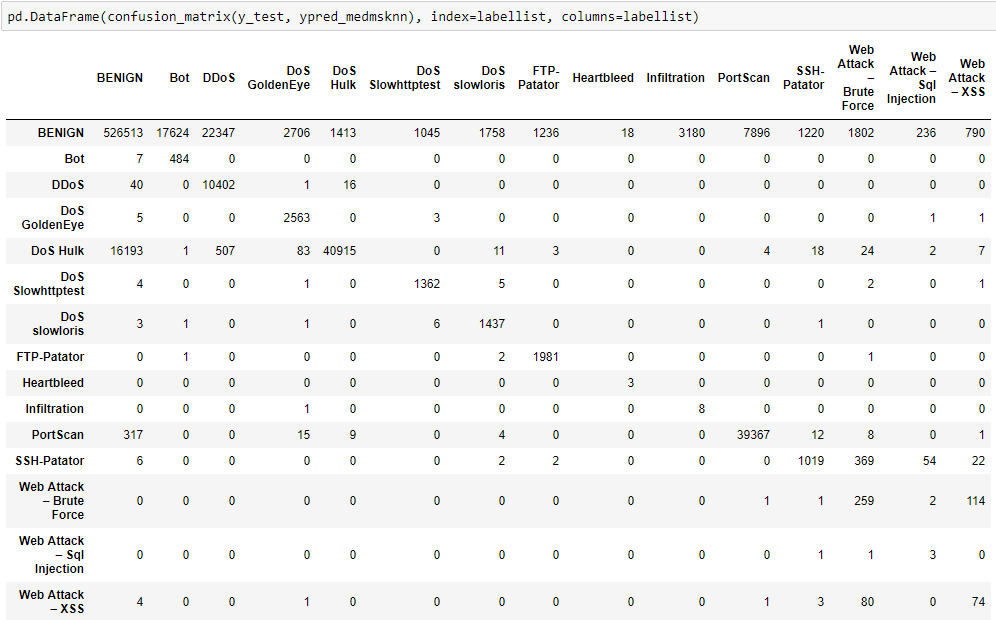 pd.DataFrame(confusion_matrix(y_test, ypred_medmsknn), index=labellist, columns=labellist)
BENIGN Bot DDoS DoS GoldenEye DoS Hulk DoS Slowhttptest DoS slowloris FTP-Patator Heartbleed Infiltration PortScan SSH-Patator Web Attack – Brute Force Web Attack – Sql Injection Web Attack – XSS
BENIGN 526513 17624 22347 2706 1413 1045 1758 1236 18 3180 7896 1220 1802 236 790
Bot 7 484 0 0 0 0 0 0 0 0 0 0 0 0 0
DDoS 40 0 10402 1 16 0 0 0 0 0 0 0 0 0 0
DoS GoldenEye 5 0 0 2563 0 3 0 0 0 0 0 0 0 1 1
DoS Hulk 16193 1 507 83 40915 0 11 3 0 0 4 18 24 2 7
DoS Slowhttptest 4 0 0 1 0 1362 5 0 0 0 0 0 2 0 1
DoS slowloris 3 1 0 1 0 6 1437 0 0 0 0 1 0 0 0
FTP-Patator 0 1 0 0 0 0 2 1981 0 0 0 0 1 0 0
Heartbleed 0 0 0 0 0 0 0 0 3 0 0 0 0 0 0
Infiltration 0 0 0 1 0 0 0 0 0 8 0 0 0 0 0
PortScan 317 0 0 15 9 0 4 0 0 0 39367 12 8 0 1
SSH-Patator 6 0 0 0 0 0 2 2 0 0 0 1019 369 54 22
Web Attack – Brute Force 0 0 0 0 0 0 0 0 0 0 1 1 259 2 114
Web Attack – Sql Injection 0 0 0 0 0 0 0 0 0 0 0 1 1 3 0
Web Attack – XSS 4 0 0 1 0 0 0 0 0 0 1 3 80 0 74